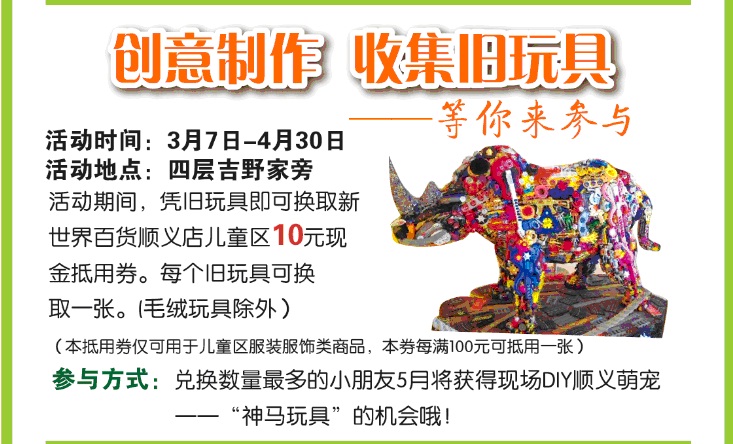 创意制作 收集旧玩具
——等你来参与
活动时间：3月7日-4月30日
活动地点：四层吉野家旁
活动期间，凭旧玩具即可换取新
世界百货顺义店儿童区10元现
金抵用券。每个旧玩具可换
取一张。(毛绒玩具除外）
（本抵用券仅可用于儿童区服装服饰类商品，本券每满100元可抵用一张）
参与方式：兑换数量最多的小朋友5月将获得现场DIY顺义萌宠
——“神马玩具”的机会哦!